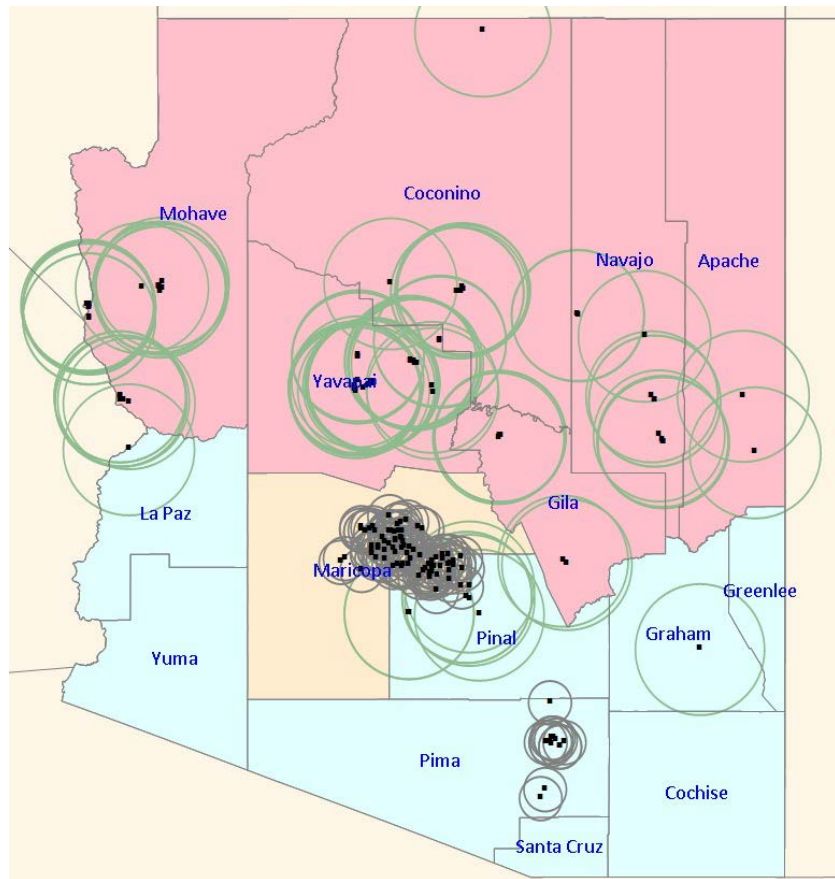 Coconino
Mohave
Navajo
Apache
Yavapai
Gila
La Paz
Maricopa
Greenlee
Graham
Pinal
Yuma
Pima
Cochise
Santa Cruz